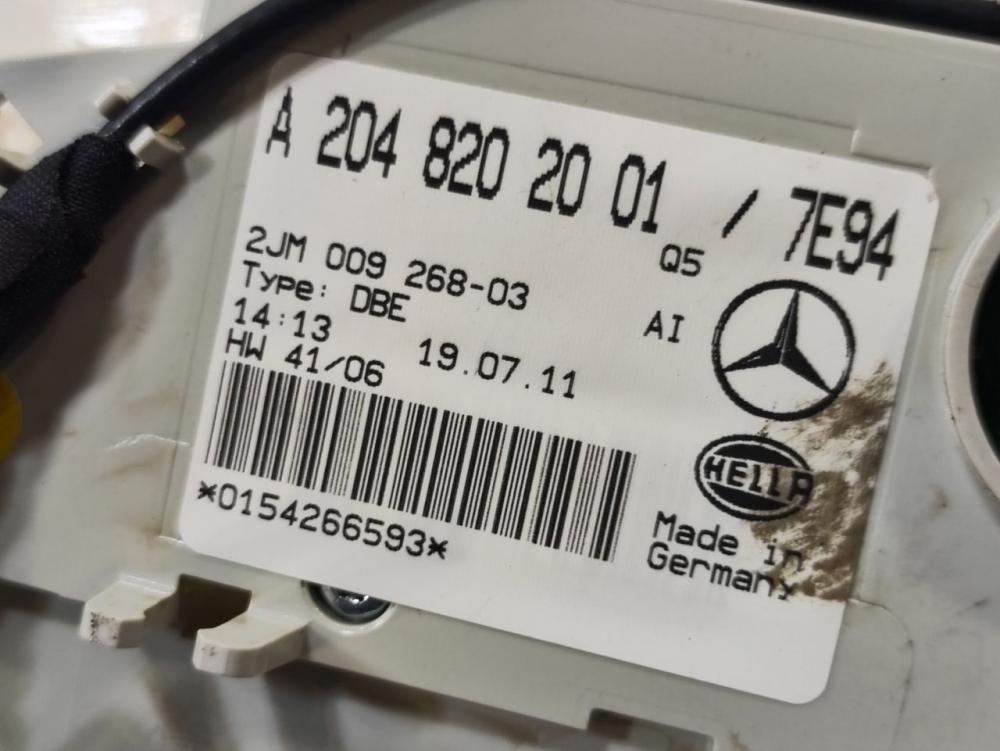 A 204 820 20 01 / 7E94
Q5
2JM 009 268-03
Type: DBE
AI
14:13 19.07.11
HW 41/06
HELLA
*0154266593*
Made in
Germany